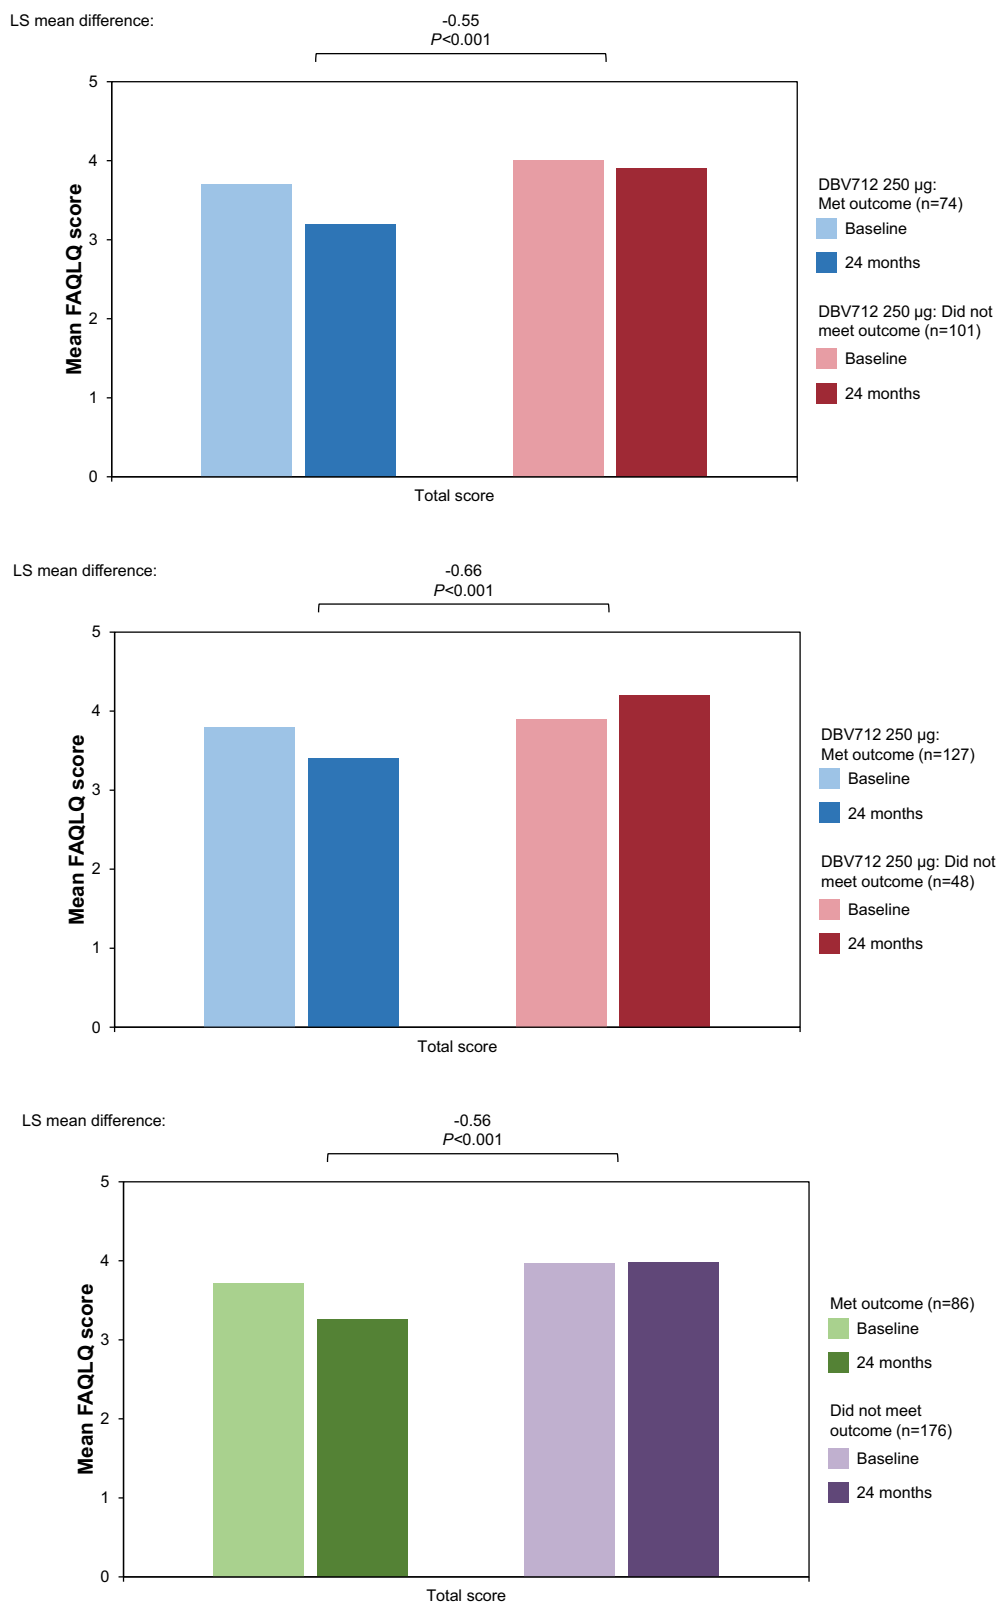 LS mean difference:
-0.55
P<0.001
5
4
3
2
1
0
Mean FAQLQ score
Total score
DBV712 250 µg:
Met outcome (n=74)
Baseline
24 months
DBV712 250 µg: Did not
meet outcome (n=101)
Baseline
24 months
LS mean difference:
-0.66
P<0.001
5
4
3
2
1
0
Mean FAQLQ score
Total score
DBV712 250 µg:
Met outcome (n=127)
Baseline
24 months
DBV712 250 µg: Did not
meet outcome (n=48)
Baseline
24 months
LS mean difference:
-0.56
P<0.001
5
4
3
2
1
0
Mean FAQLQ score
Total score
Met outcome (n=86)
Baseline
24 months
Did not meet
outcome (n=176)
Baseline
24 months